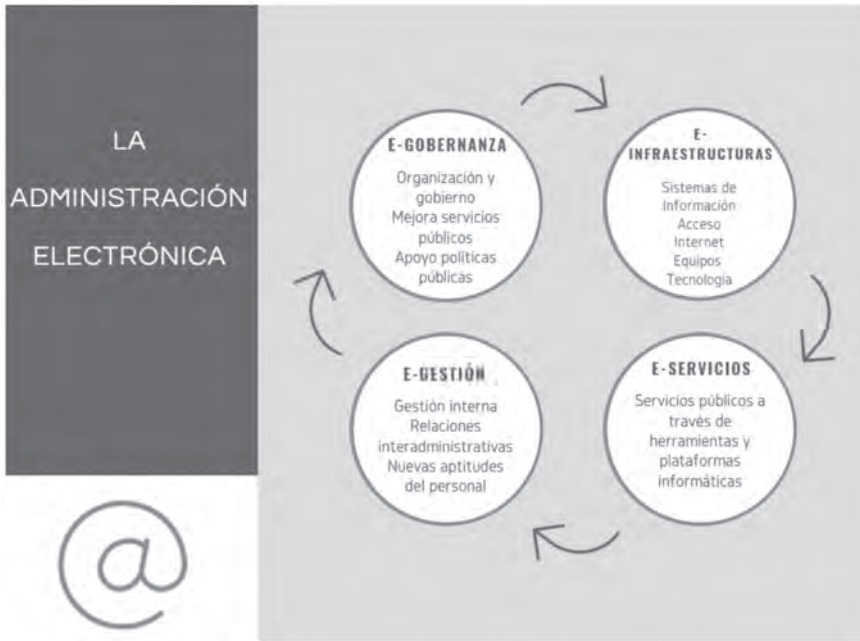 LA
ADMINISTRACIÓN
ELECTRÓNICA
@
E-GOBERNANZA
Organización y
gobierno
Mejora servicios
públicos
Apoyo políticas
públicas
E-
INFRAESTRUCTURAS
Sistemas de
Información
Acceso
Internet
Equipos
Tecnología
E-SERVICIOS
Servicios públicos a
través de
herramientas y
plataformas
informáticas
E-GESTIÓN
Gestión interna
Relaciones
interadministrativas
Nuevas aptitudes
del personal